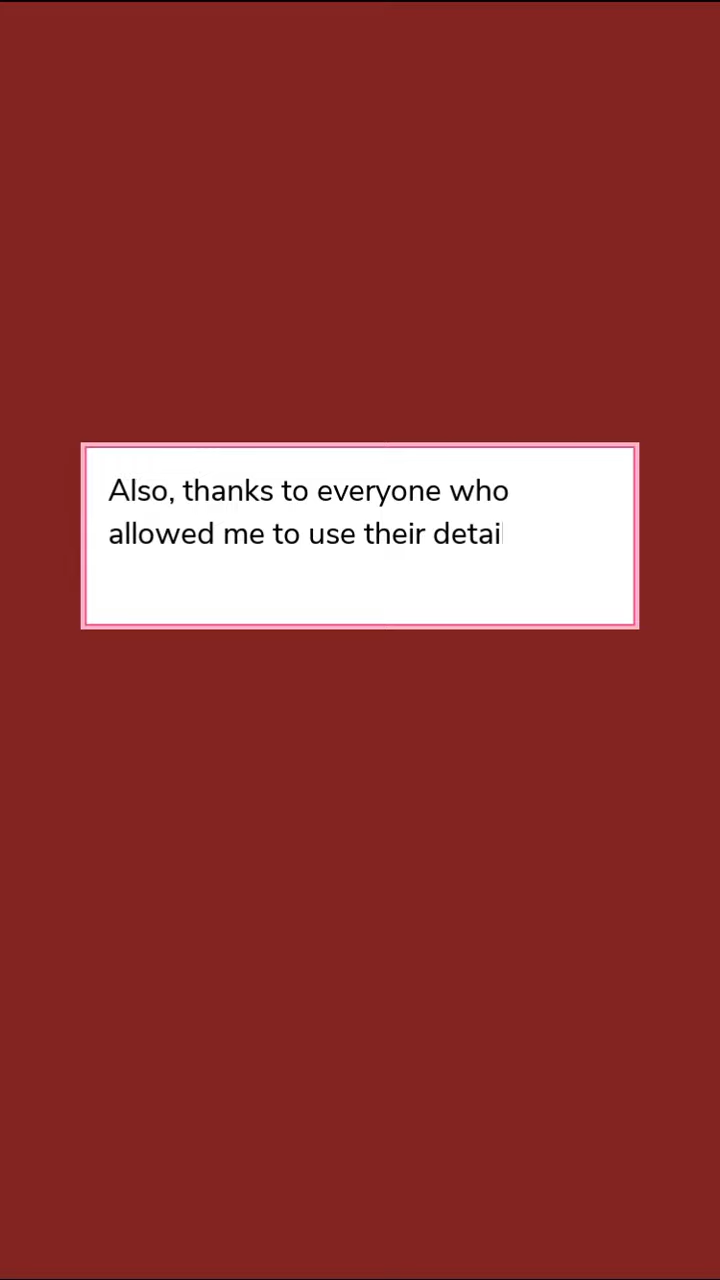 Also, thanks to everyone who
allowed me to use their detai